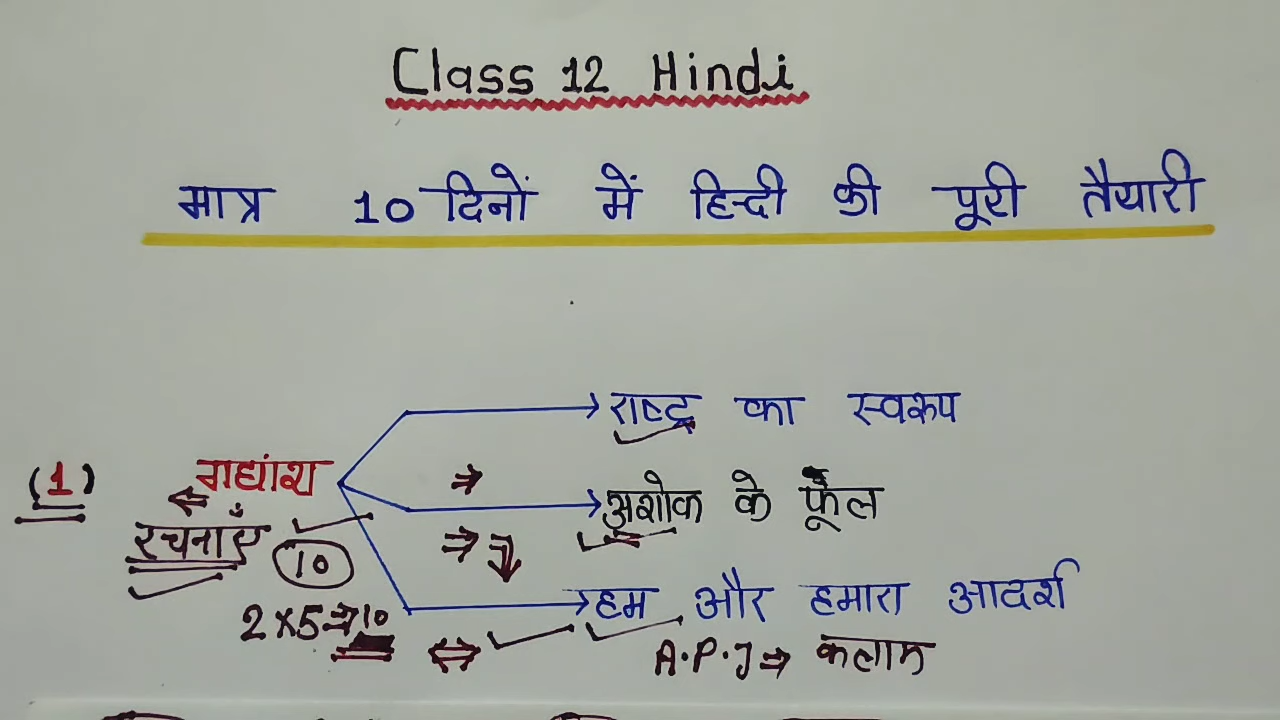 Class 12 Hindi
मात्र 10 दिनों में हिन्दी की पूरी तैयारी
राष्ट्र का स्वरूप
(1) गद्यांश
अशोक के फूल
रचनाएँ 10
हम और हमारा आदर्श
2×5⇒10
A.P.J ⇒ कलाम